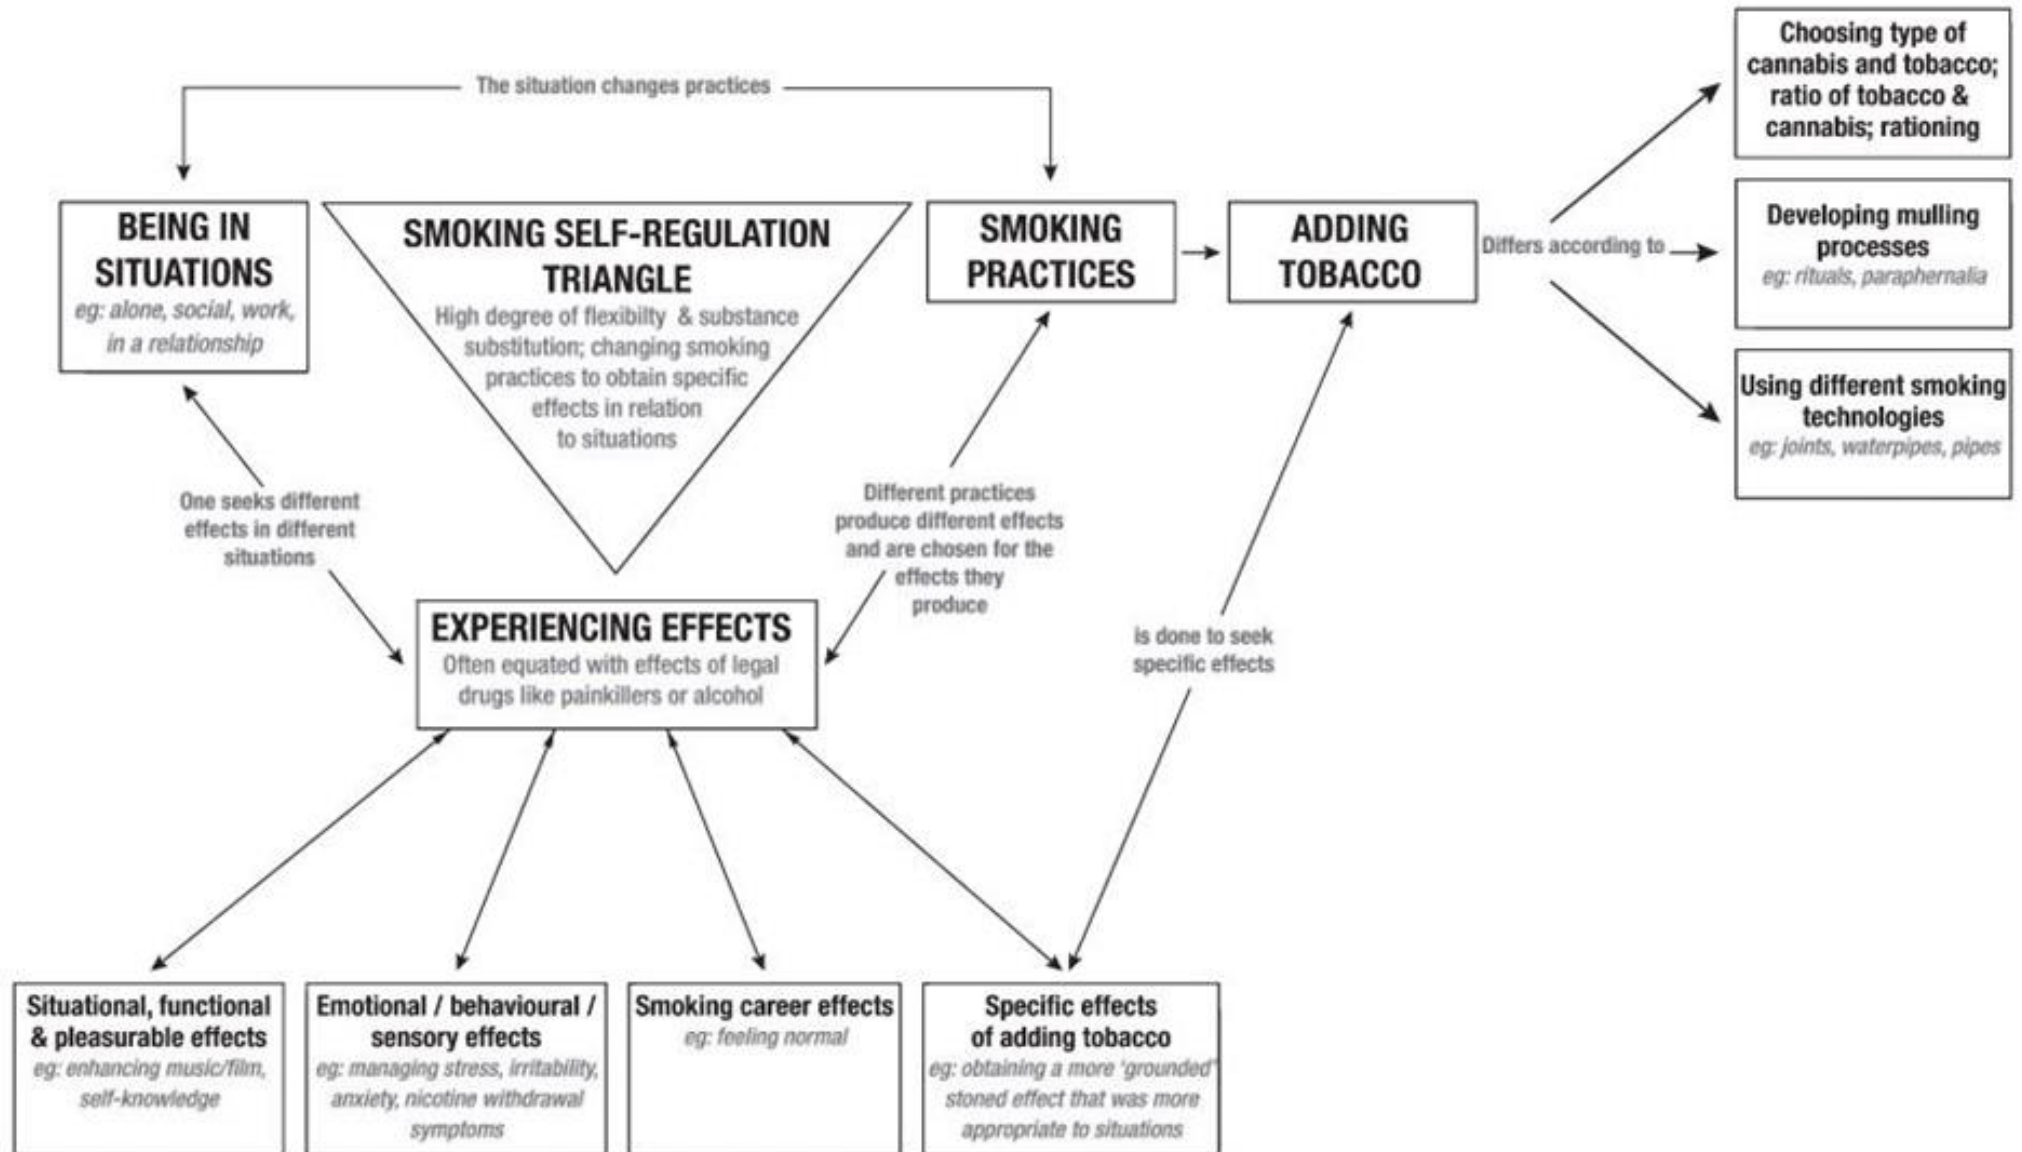 The situation changes practices
BEING IN
SITUATIONS
eg: alone, social, work,
in a relationship
SMOKING SELF-REGULATION
TRIANGLE
High degree of flexibilty & substance
substitution; changing smoking
practices to obtain specific
effects in relation
to situations
SMOKING
PRACTICES
ADDING
TOBACCO
Differs according to
Choosing type of
cannabis and tobacco;
ratio of tobacco &
cannabis; rationing
Developing mulling
processes
eg: rituals, paraphernalia
Using different smoking
technologies
eg: joints, waterpipes, pipes
One seeks different
effects in different
situations
Different practices
produce different effects
and are chosen for the
effects they
produce
is done to seek
specific effects
EXPERIENCING EFFECTS
Often equated with effects of legal
drugs like painkillers or alcohol
Situational, functional
& pleasurable effects
eg: enhancing music/film,
self-knowledge
Emotional / behavioural /
sensory effects
eg: managing stress, irritability,
anxiety, nicotine withdrawal
symptoms
Smoking career effects
eg: feeling normal
Specific effects
of adding tobacco
eg: obtaining a more 'grounded'
stoned effect that was more
appropriate to situations